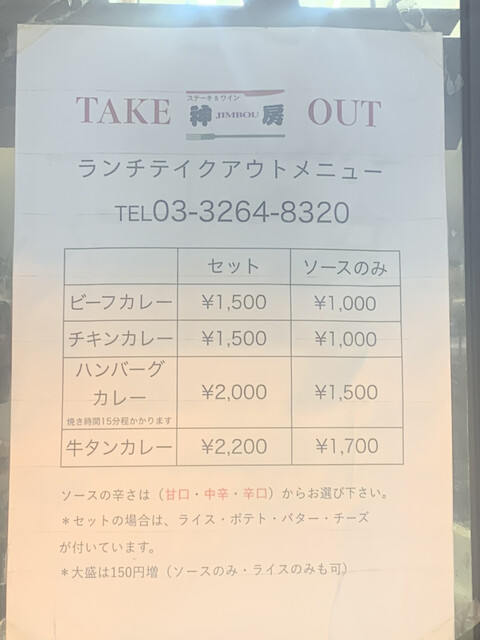 ステーキ & ワイン
TAKE 神 JIMBOU 房 OUT
ランチテイクアウトメニュー
TEL03-3264-8320
セット ソースのみ
ビーフカレー ¥1,500 ¥1,000
チキンカレー ¥1,500 ¥1,000
ハンバーグ
カレー ¥2,000 ¥1,500
焼き時間15分程かかります
牛タンカレー ¥2,200 ¥1,700
ソースの辛さは（甘口・中辛・辛口）からお選び下さい。
＊セットの場合は、ライス・ポテト・バター・チーズ
が付いています。
＊大盛は150円増（ソースのみ・ライスのみも可）